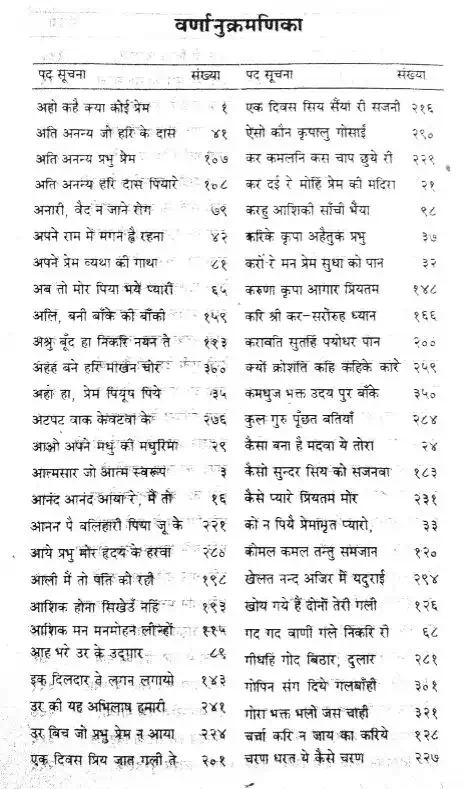 वर्णानुक्रमणिका
पद सूचना संख्या
अहो कहै क्या कोई प्रेम १
अति अनन्य जो हरि के दास ४१
अति अनन्य प्रभु प्रेम १०७
अति अनन्य हरि दास पियारे १०८
अनारी, वैद न जाने रोग ७९
अपने राम में मगन ह्वै रहना ४२
अपने प्रेम व्यथा की गाथा ८१
अब तो मोर पिया भये प्यारी ६५
अलि, बनी बाँके की बाँकी १५९
अश्रु बूँद हा निकरि नयन ते ११३
अहह बने हरि माखन चोर ३००
अहा हा, प्रेम पियूष पिये ३५
अटपट वाक केवटवा के २७६
आओ अपने मधु की मधुरिमा २९
आत्मसार जो आत्म स्वरूप ३
आनंद आनंद आया रे, मैं तो १६
आनन पै बलिहारी पिया जू के २२१
आये प्रभु मोर हृदय के हरवा २८०
आली मैं तो पति की रही १९८
आशिक होना सिखेउँ नहिं ११३
आशिक मन मनमोहन लीन्हों ११५
आह भरे उर के उद्गार ८९
इक दिलदार ते लगन लगायो १४३
उर की यह अभिलाष हमारी २४१
उर बिच जो प्रभु प्रेम न आया २२४
एक दिवस प्रिय जात गली ते २०१
पद सूचना संख्या
एक दिवस सिय सैंया री सजनी २१६
ऐसो कौन कृपालु गोसाईं २९०
कर कमलनि कस चाप छुये री २२९
कर दई रे मोहिं प्रेम की मदिरा २१
करहु आशिकी साँची भैया ९८
करिके कृपा अहैतुक प्रभु ३७
करो रे मन प्रेम सुधा को पान ३२
करुणा कृपा आगार प्रियतम १४८
करि श्री कर-सरोरुह ध्यान १६६
करावति सुतहिं पयोधर पान २००
क्यों क्रोशति कहि कहिके कारे २५९
कमधुज भक्त उदय पुर बाँके ३५०
कुल गुरु पूँछत बतियाँ २८४
कैसा बना है मदवा ये तोरा २४
कैसो सुन्दर सिय को सजनवा १८३
कैसे प्यारे प्रियतम मोर २३१
को न पियै प्रेमामृत प्यारो, ३३
कोमल कमल तन्तु समजान १२०
खेलत नन्द अजिर में यदुराई २९४
खोय गये हैं दोनों तेरी गली १२६
गद गद वाणी गले निकरि री ६८
गीधहिं गोद बिठार, दुलार २८१
गोपिन संग दिये गलबाँही ३०१
गोरा भक्त भलो जस चाही ३२१
चर्चा करि न जाय का करिये १२८
चरण धरत ये कैसे चरण २२७